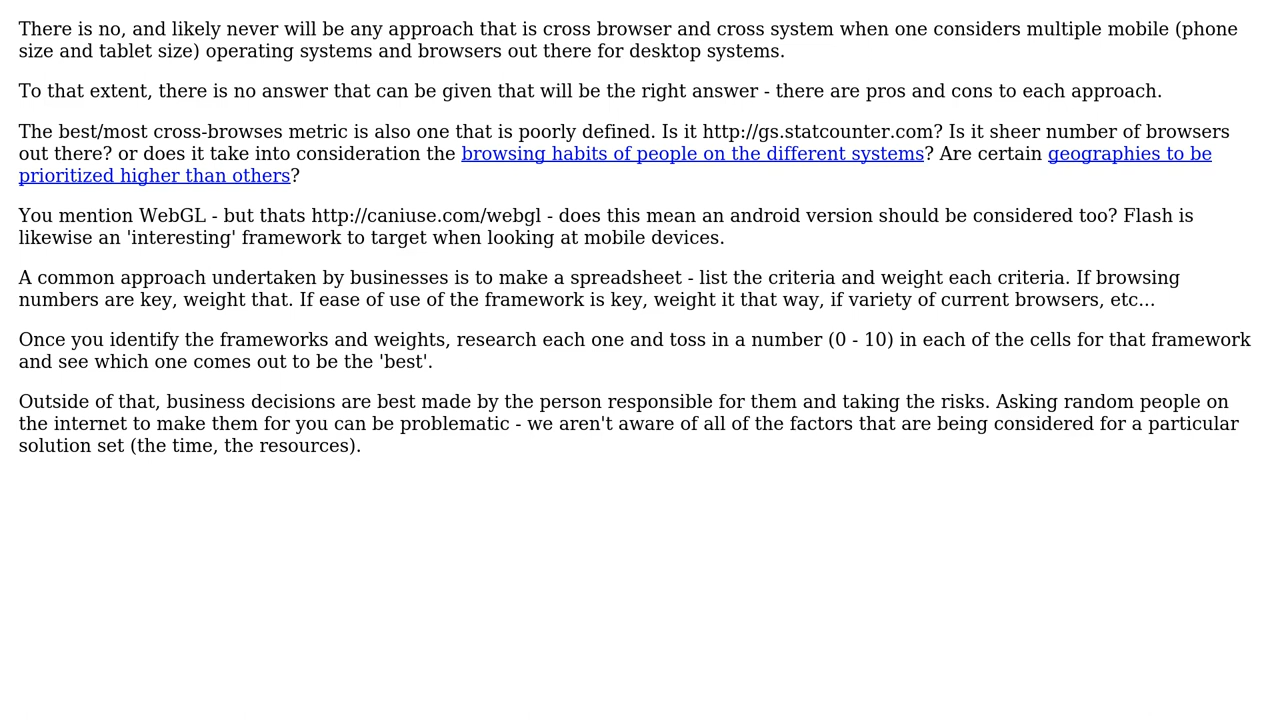 There is no, and likely never will be any approach that is cross browser and cross system when one considers multiple mobile (phone
size and tablet size) operating systems and browsers out there for desktop systems.
To that extent, there is no answer that can be given that will be the right answer - there are pros and cons to each approach.
The best/most cross-browses metric is also one that is poorly defined. Is it http://gs.statcounter.com? Is it sheer number of browsers
out there? or does it take into consideration the browsing habits of people on the different systems? Are certain geographies to be
prioritized higher than others?
You mention WebGL - but thats http://caniuse.com/webgl - does this mean an android version should be considered too? Flash is
likewise an 'interesting' framework to target when looking at mobile devices.
A common approach undertaken by businesses is to make a spreadsheet - list the criteria and weight each criteria. If browsing
numbers are key, weight that. If ease of use of the framework is key, weight it that way, if variety of current browsers, etc...
Once you identify the frameworks and weights, research each one and toss in a number (0 - 10) in each of the cells for that framework
and see which one comes out to be the 'best'.
Outside of that, business decisions are best made by the person responsible for them and taking the risks. Asking random people on
the internet to make them for you can be problematic - we aren't aware of all of the factors that are being considered for a particular
solution set (the time, the resources).